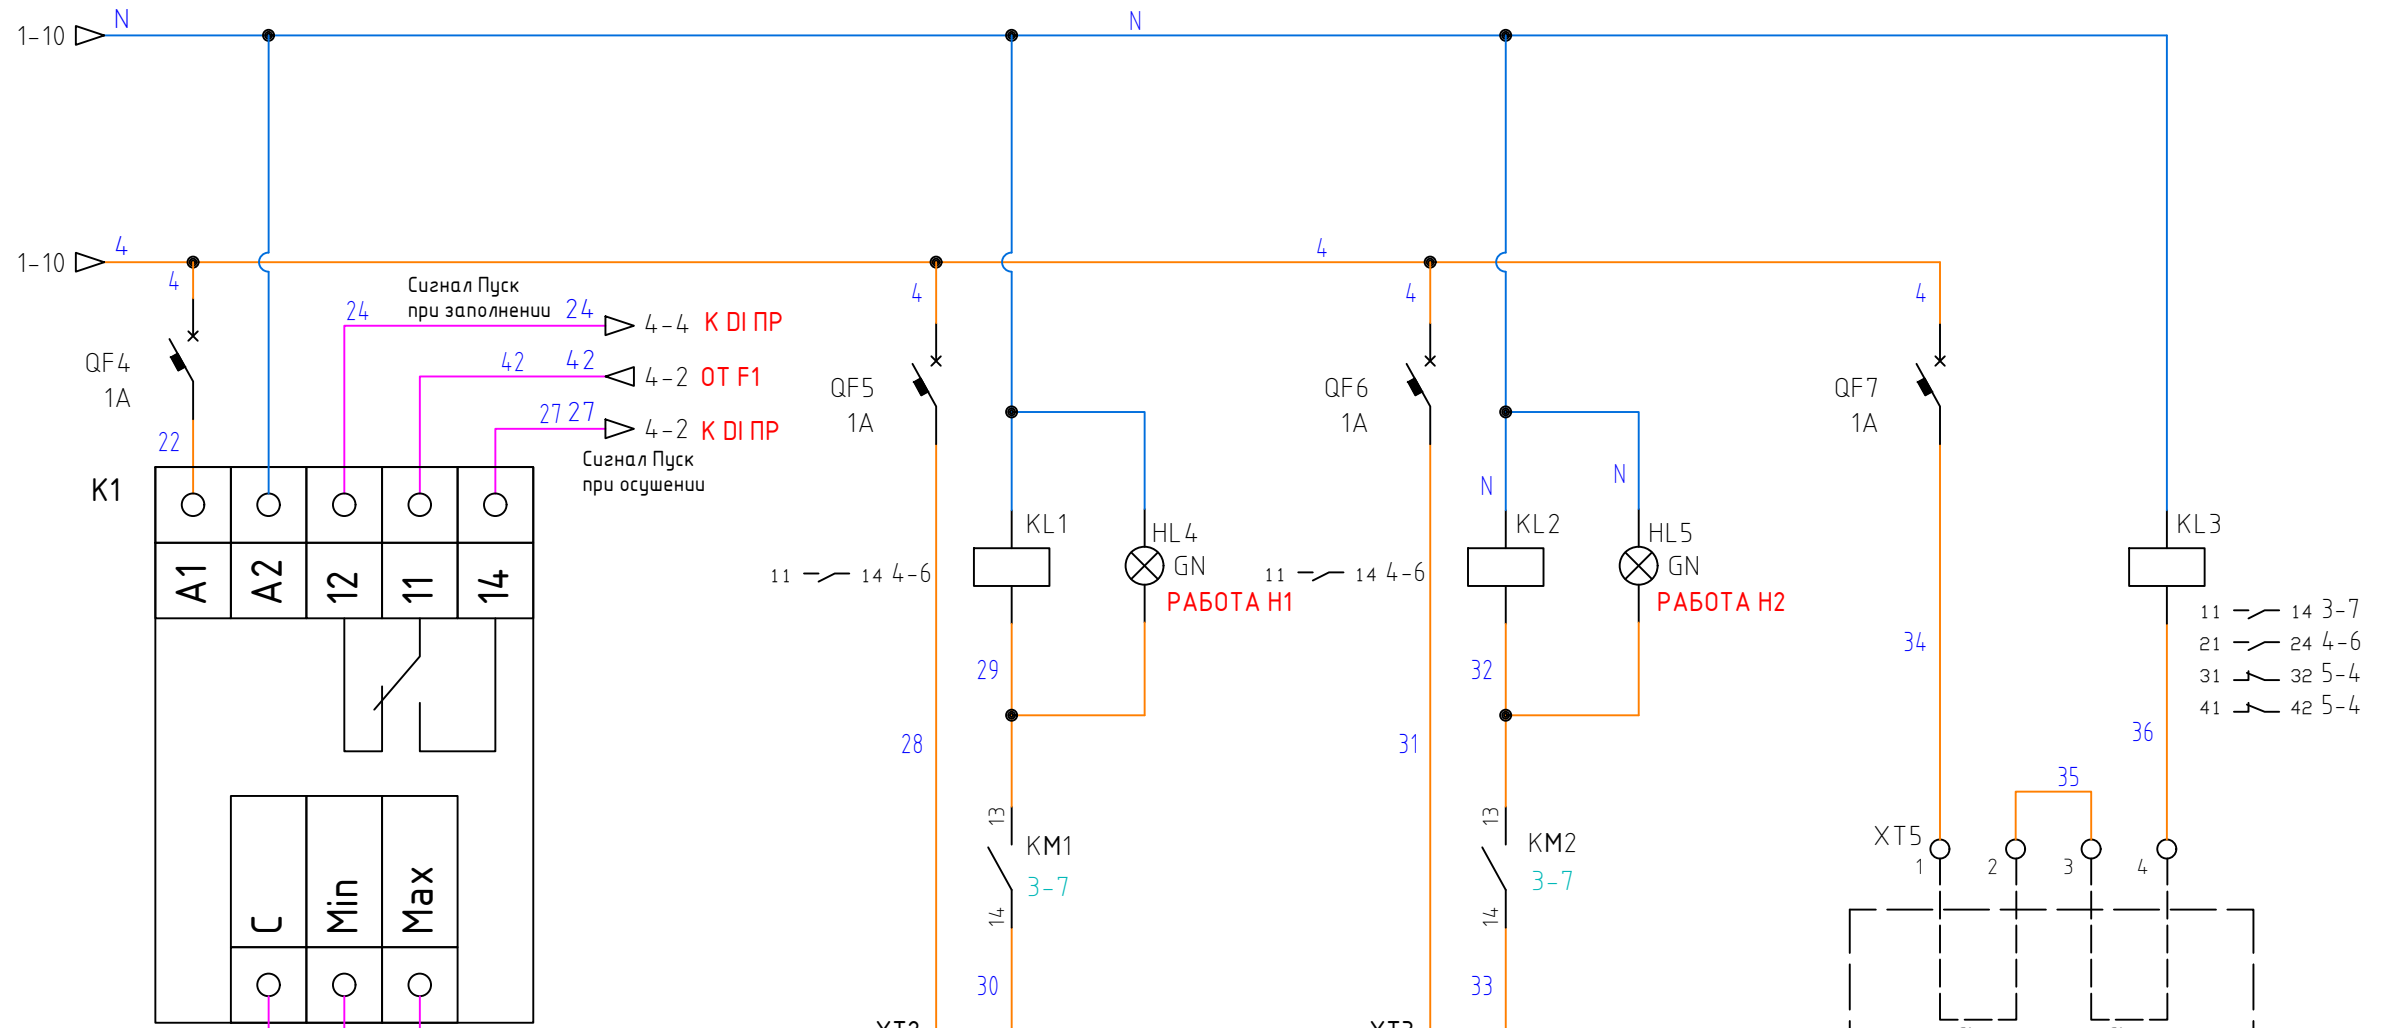 N
N
1-10
4
4
1-10
4
4
4
4
Сигнал Пуск
при заполнении
24
24
4-4
К DI ПР
42
42
4-2
ОТ F1
27
27
4-2
К DI ПР
Сигнал Пуск
при осушении
QF4
1A
22
QF5
1A
QF6
1A
QF7
1A
K1
A1
A2
12
11
14
N
N
KL1
HL4
GN
РАБОТА Н1
11
14
4-6
KL2
HL5
GN
РАБОТА Н2
11
14
4-6
KL3
11
14
3-7
21
24
4-6
31
32
5-4
41
42
5-4
29
32
34
28
31
36
35
13
KM1
3-7
14
13
KM2
3-7
14
XT5
1
2
3
4
C
Min
Max
30
33